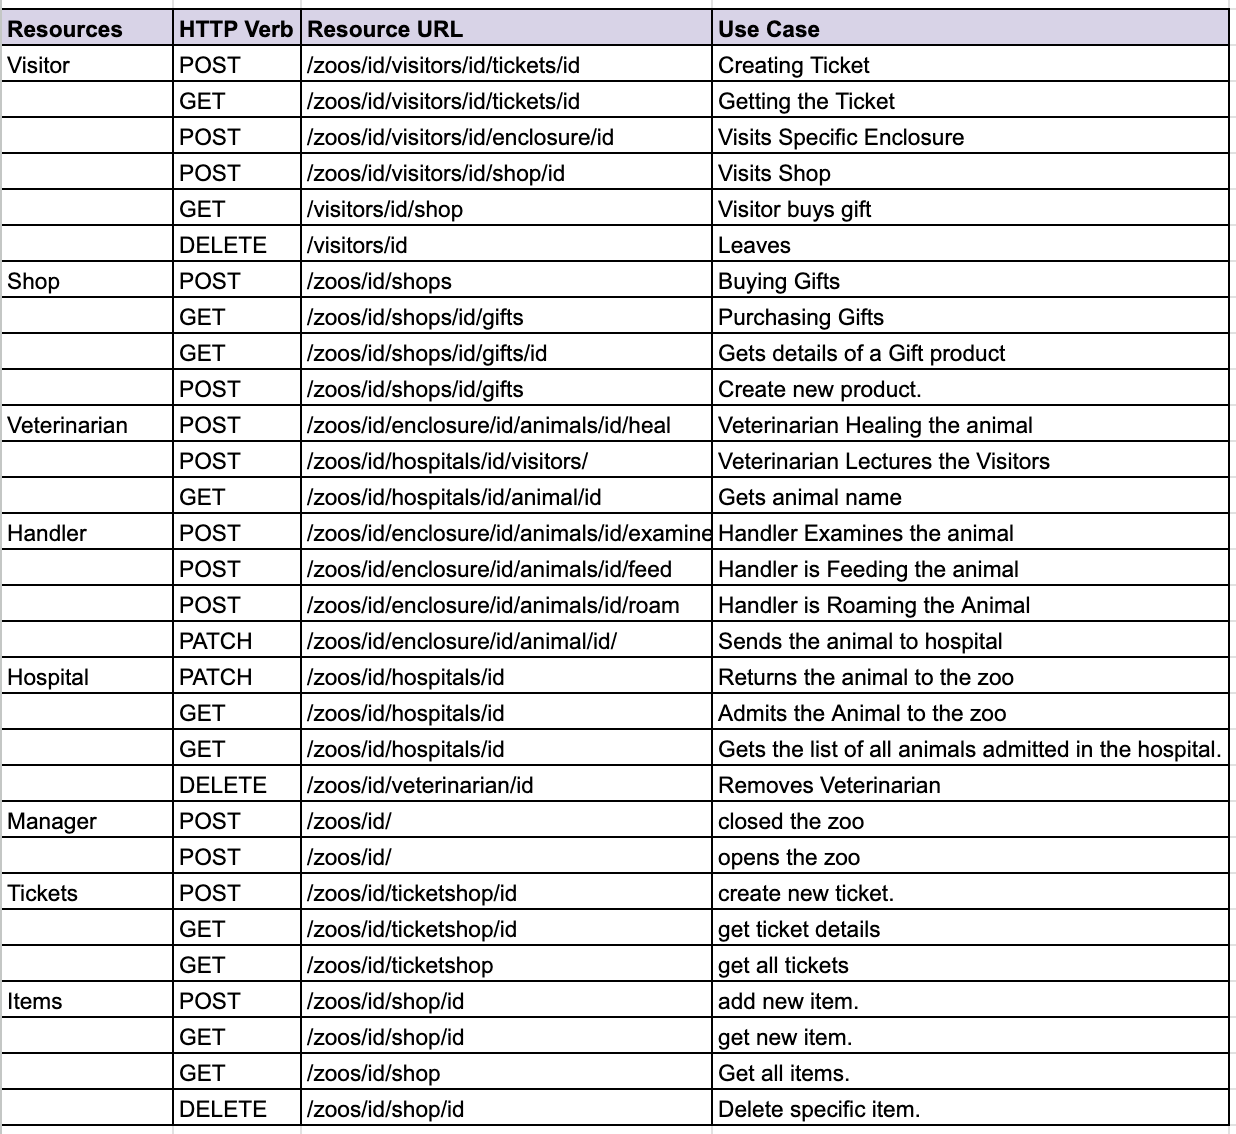 Resources HTTP Verb Resource URL Use Case
Visitor POST /zoos/id/visitors/id/tickets/id Creating Ticket
GET /zoos/id/visitors/id/tickets/id Getting the Ticket
POST /zoos/id/visitors/id/enclosure/id Visits Specific Enclosure
POST /zoos/id/visitors/id/shop/id Visits Shop
GET /visitors/id/shop Visitor buys gift
DELETE /visitors/id Leaves
Shop POST /zoos/id/shops Buying Gifts
GET /zoos/id/shops/id/gifts Purchasing Gifts
GET /zoos/id/shops/id/gifts/id Gets details of a Gift product
POST /zoos/id/shops/id/gifts Create new product.
Veterinarian POST /zoos/id/enclosure/id/animals/id/heal Veterinarian Healing the animal
POST /zoos/id/hospitals/id/visitors/ Veterinarian Lectures the Visitors
GET /zoos/id/hospitals/id/animal/id Gets animal name
Handler POST /zoos/id/enclosure/id/animals/id/examine Handler Examines the animal
POST /zoos/id/enclosure/id/animals/id/feed Handler is Feeding the animal
POST /zoos/id/enclosure/id/animals/id/roam Handler is Roaming the Animal
PATCH /zoos/id/enclosure/id/animal/id/ Sends the animal to hospital
Hospital PATCH /zoos/id/hospitals/id Returns the animal to the zoo
GET /zoos/id/hospitals/id Admits the Animal to the zoo
GET /zoos/id/hospitals/id Gets the list of all animals admitted in the hospital.
DELETE /zoos/id/veterinarian/id Removes Veterinarian
Manager POST /zoos/id/ closed the zoo
POST /zoos/id/ opens the zoo
Tickets POST /zoos/id/ticketshop/id create new ticket.
GET /zoos/id/ticketshop/id get ticket details
GET /zoos/id/ticketshop get all tickets
Items POST /zoos/id/shop/id add new item.
GET /zoos/id/shop/id get new item.
GET /zoos/id/shop Get all items.
DELETE /zoos/id/shop/id Delete specific item.